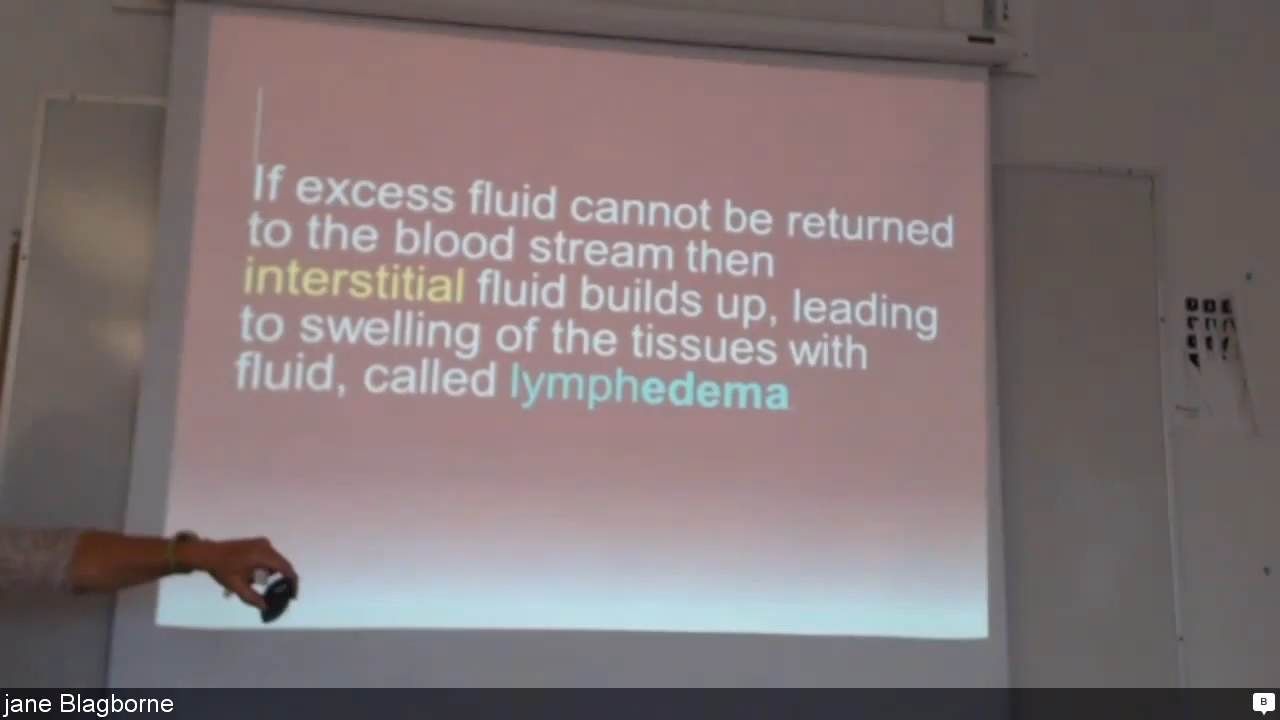 If excess fluid cannot be returned
to the blood stream then
interstitial fluid builds up, leading
to swelling of the tissues with
fluid, called lymphedema
jane Blagborne
B